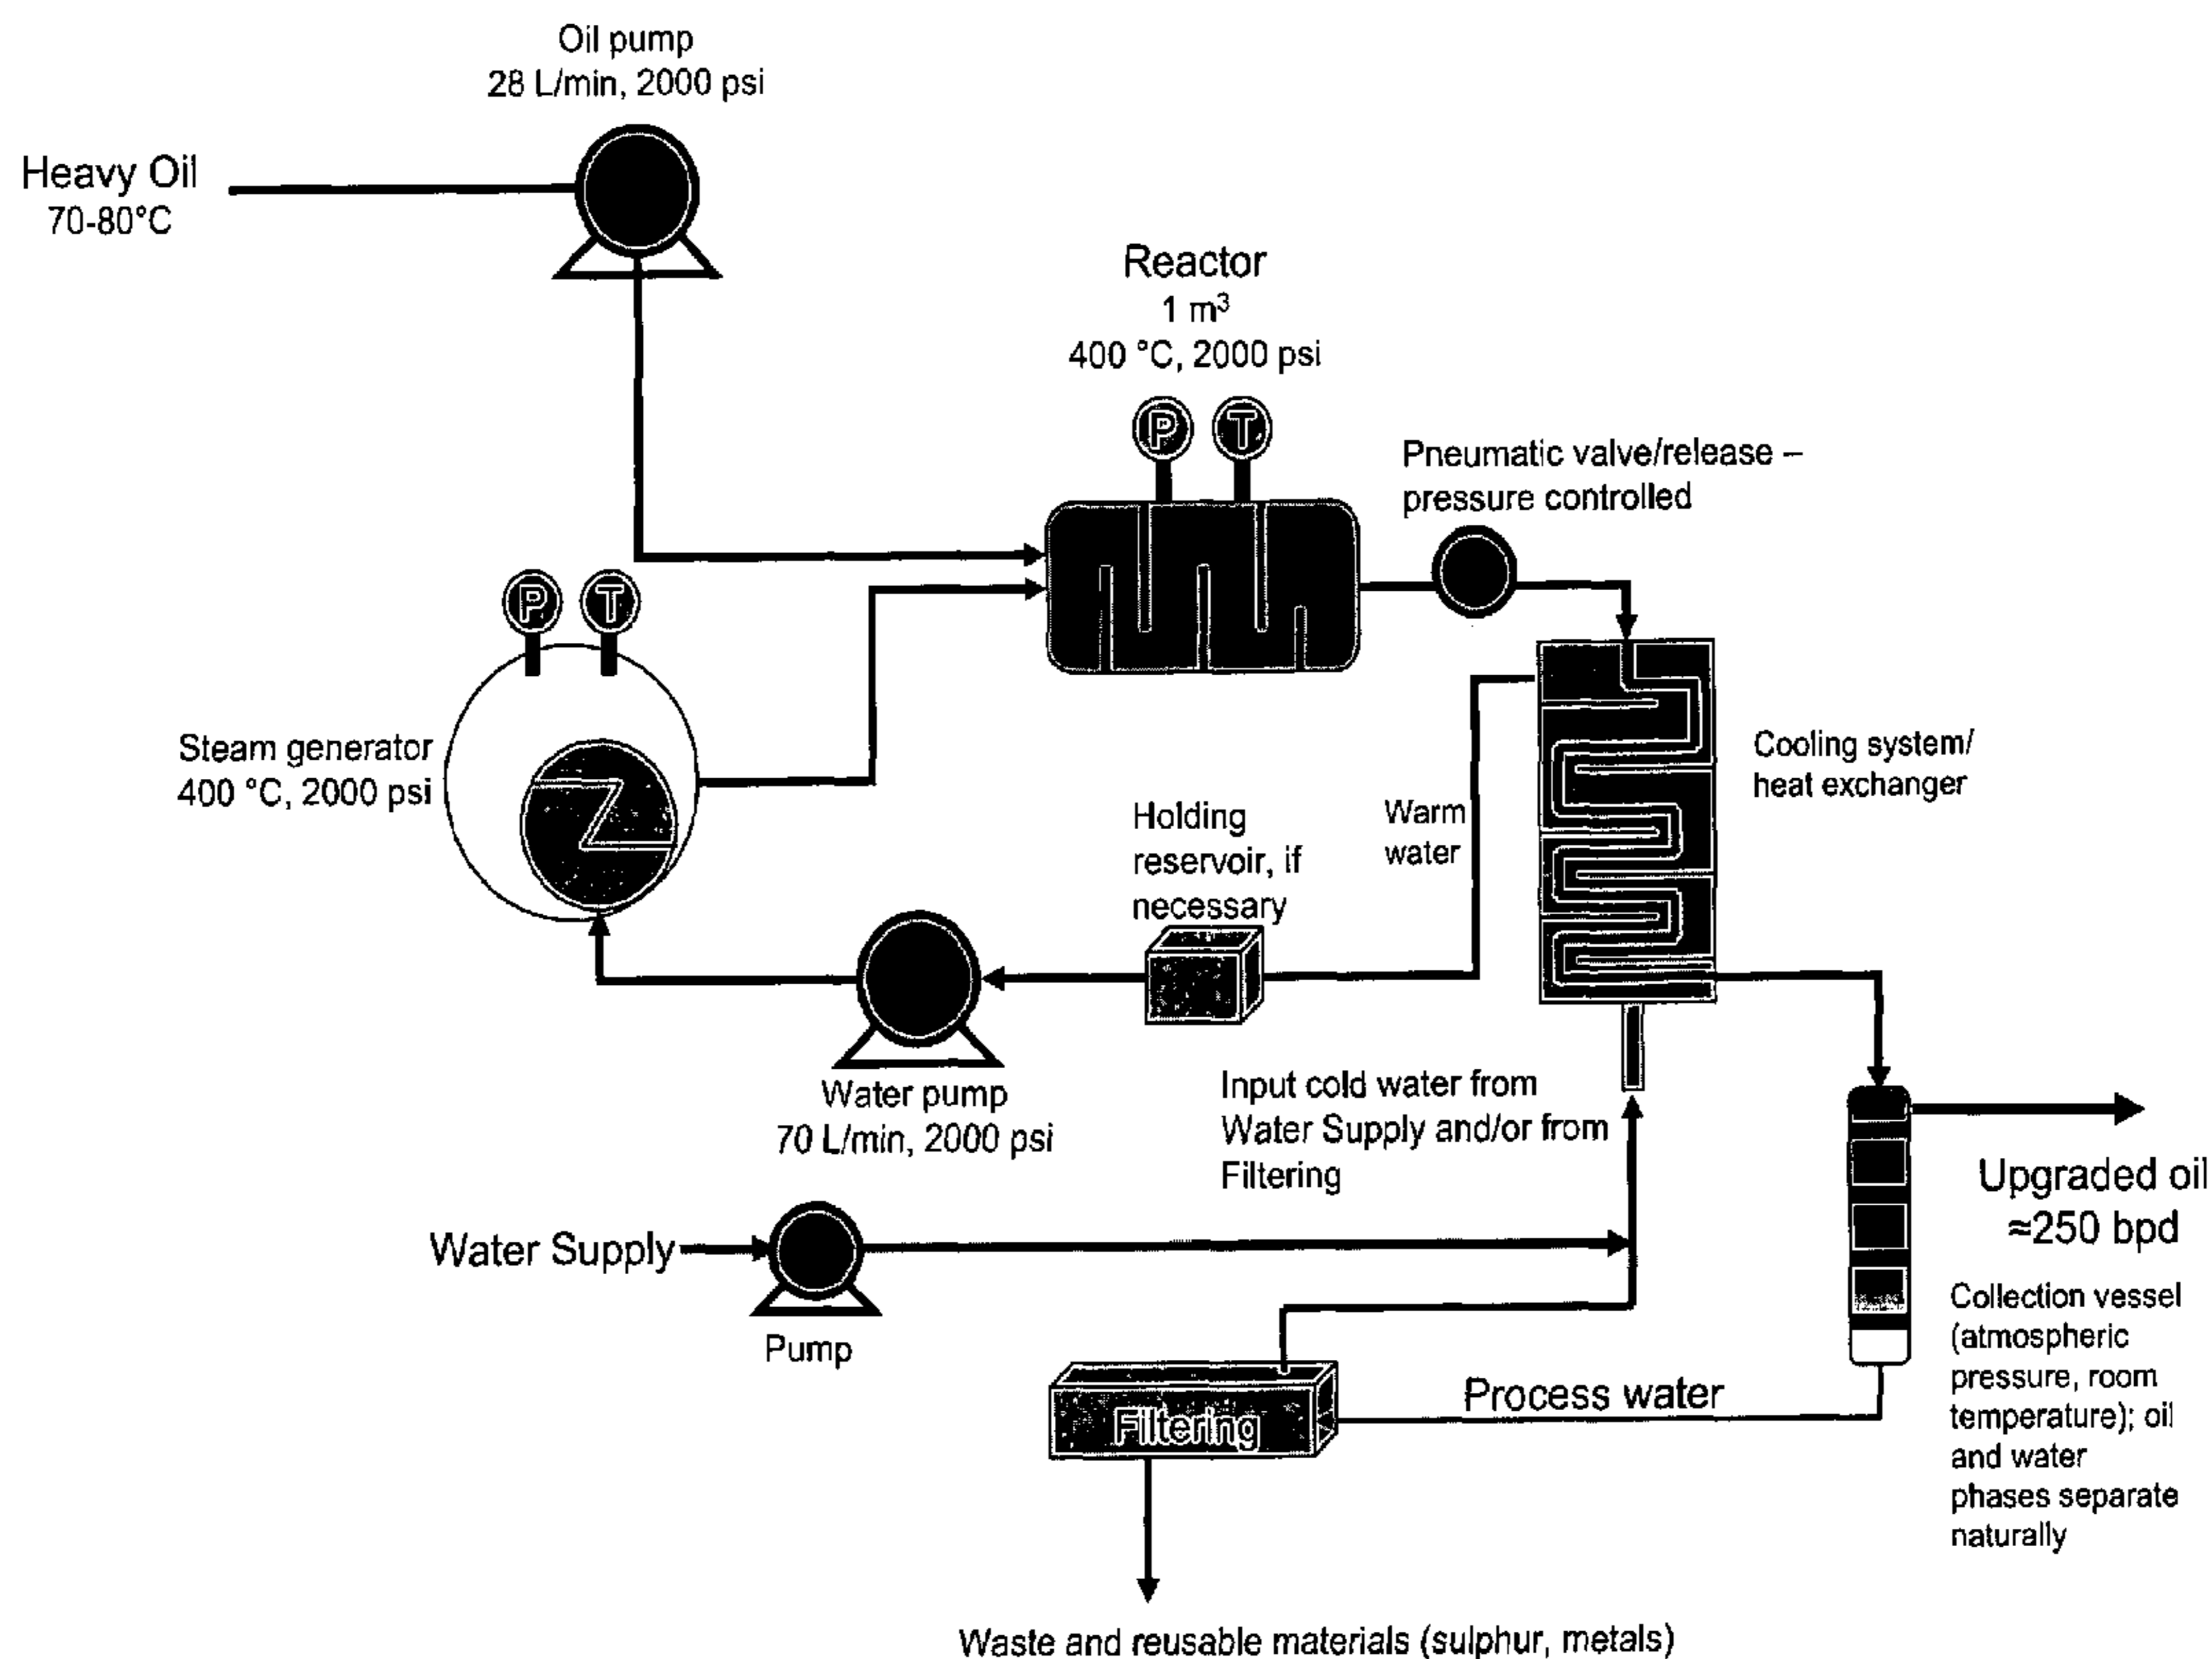 Oil pump
28 L/min, 2000 psi
Heavy Oil
70-80°C
Reactor
1 m³
400 °C, 2000 psi
P
T
Pneumatic valve/release –
pressure controlled
P
T
Steam generator
400 °C, 2000 psi
Cooling system/
heat exchanger
Holding
reservoir, if
necessary
Warm
water
Water pump
70 L/min, 2000 psi
Input cold water from
Water Supply and/or from
Filtering
Water Supply
Pump
Upgraded oil
≈250 bpd
Collection vessel
(atmospheric
pressure, room
temperature); oil
and water
phases separate
naturally
Process water
Filtering
Waste and reusable materials (sulphur, metals)